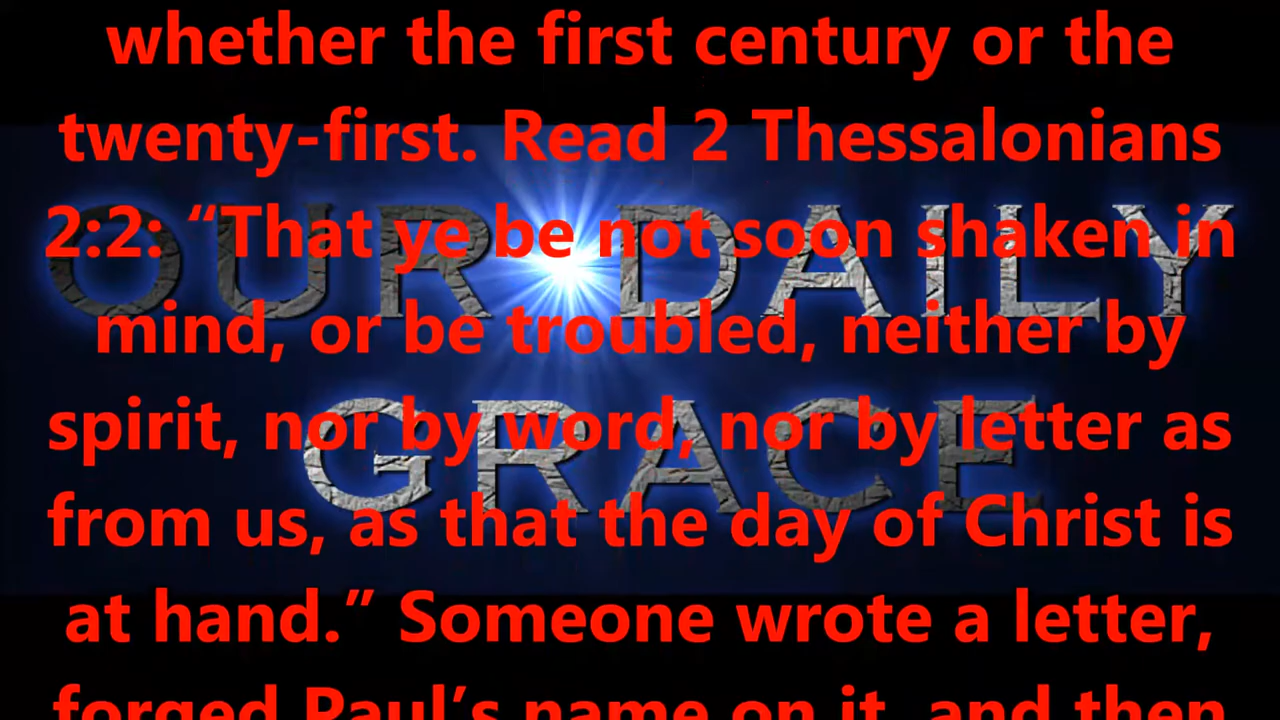 whether the first century or the
twenty-first. Read 2 Thessalonians
2:2: “That ye be not soon shaken in
mind, or be troubled, neither by
spirit, nor by word, nor by letter as
from us, as that the day of Christ is
at hand.” Someone wrote a letter,
forged Paul’s name on it, and then
OUR DAILY
GRACE